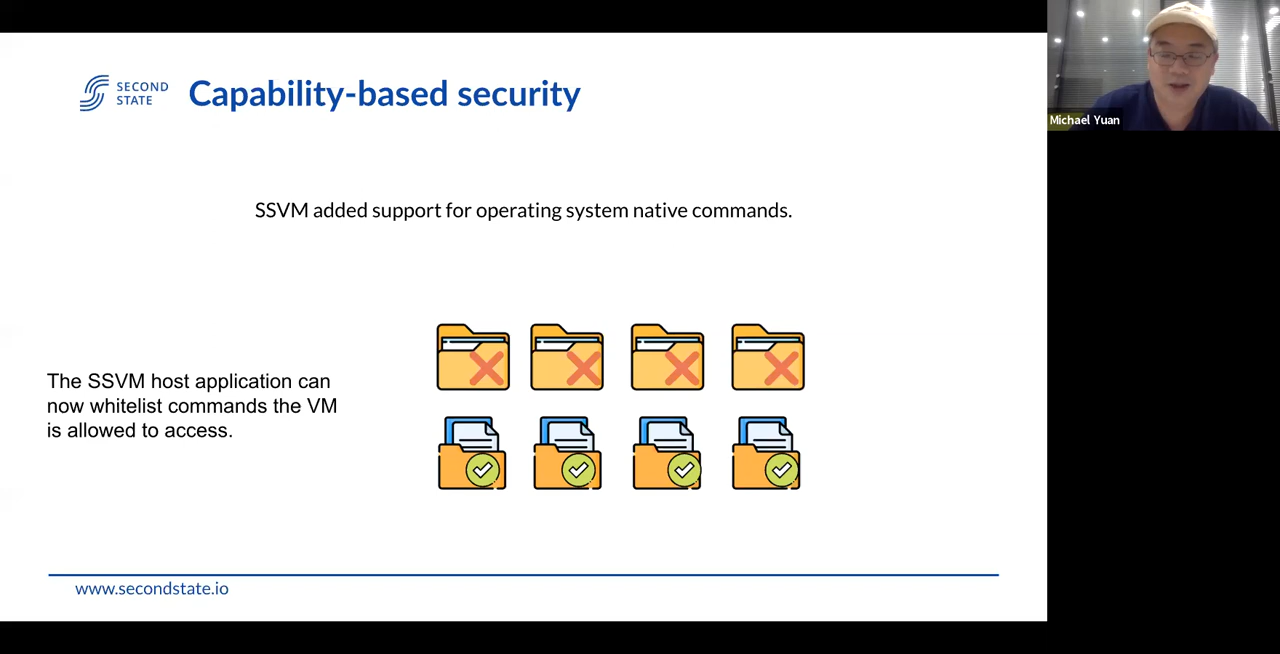 SECOND
STATE
Capability-based security
SSVM added support for operating system native commands.
The SSVM host application can
now whitelist commands the VM
is allowed to access.
www.secondstate.io
Michael Yuan